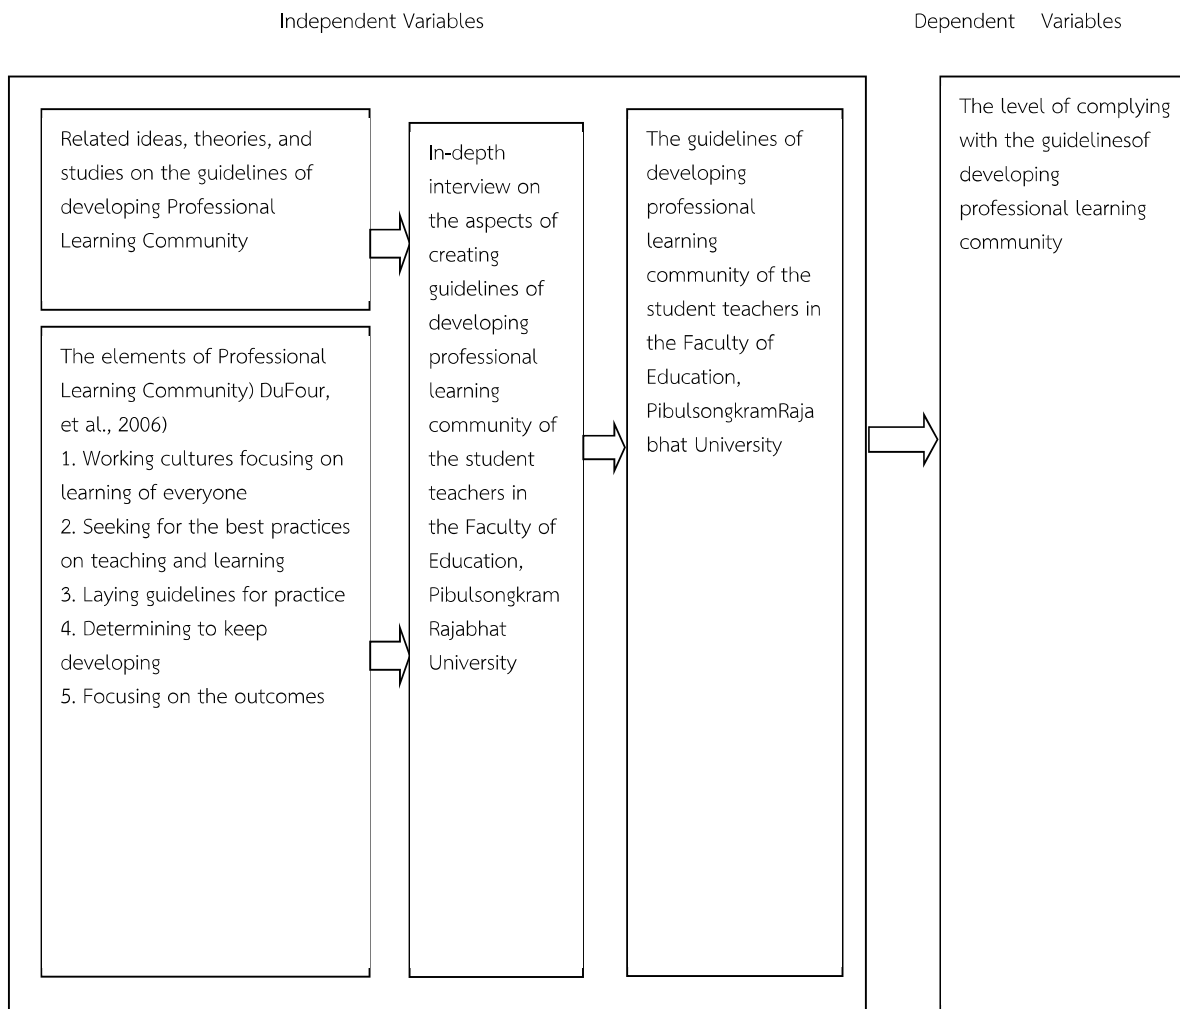 Independent Variables
Dependent Variables
Related ideas, theories, and
studies on the guidelines of
developing Professional
Learning Community
The elements of Professional
Learning Community) DuFour,
et al., 2006)
1. Working cultures focusing on
learning of everyone
2. Seeking for the best practices
on teaching and learning
3. Laying guidelines for practice
4. Determining to keep
developing
5. Focusing on the outcomes
In-depth
interview on
the aspects of
creating
guidelines of
developing
professional
learning
community of
the student
teachers in
the Faculty of
Education,
Pibulsongkram
Rajabhat
University
The guidelines of
developing
professional
learning
community of the
student teachers in
the Faculty of
Education,
PibulsongkramRaja
bhat University
The level of complying
with the guidelinesof
developing
professional learning
community